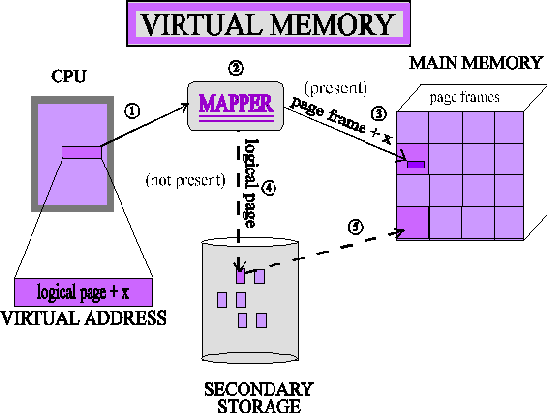 VIRTUAL MEMORY
CPU
①
②
MAPPER
(present)
page frame + x
③
MAIN MEMORY
page frames
(not present)
logical page
④
⑤
logical page + x
VIRTUAL ADDRESS
SECONDARY
STORAGE